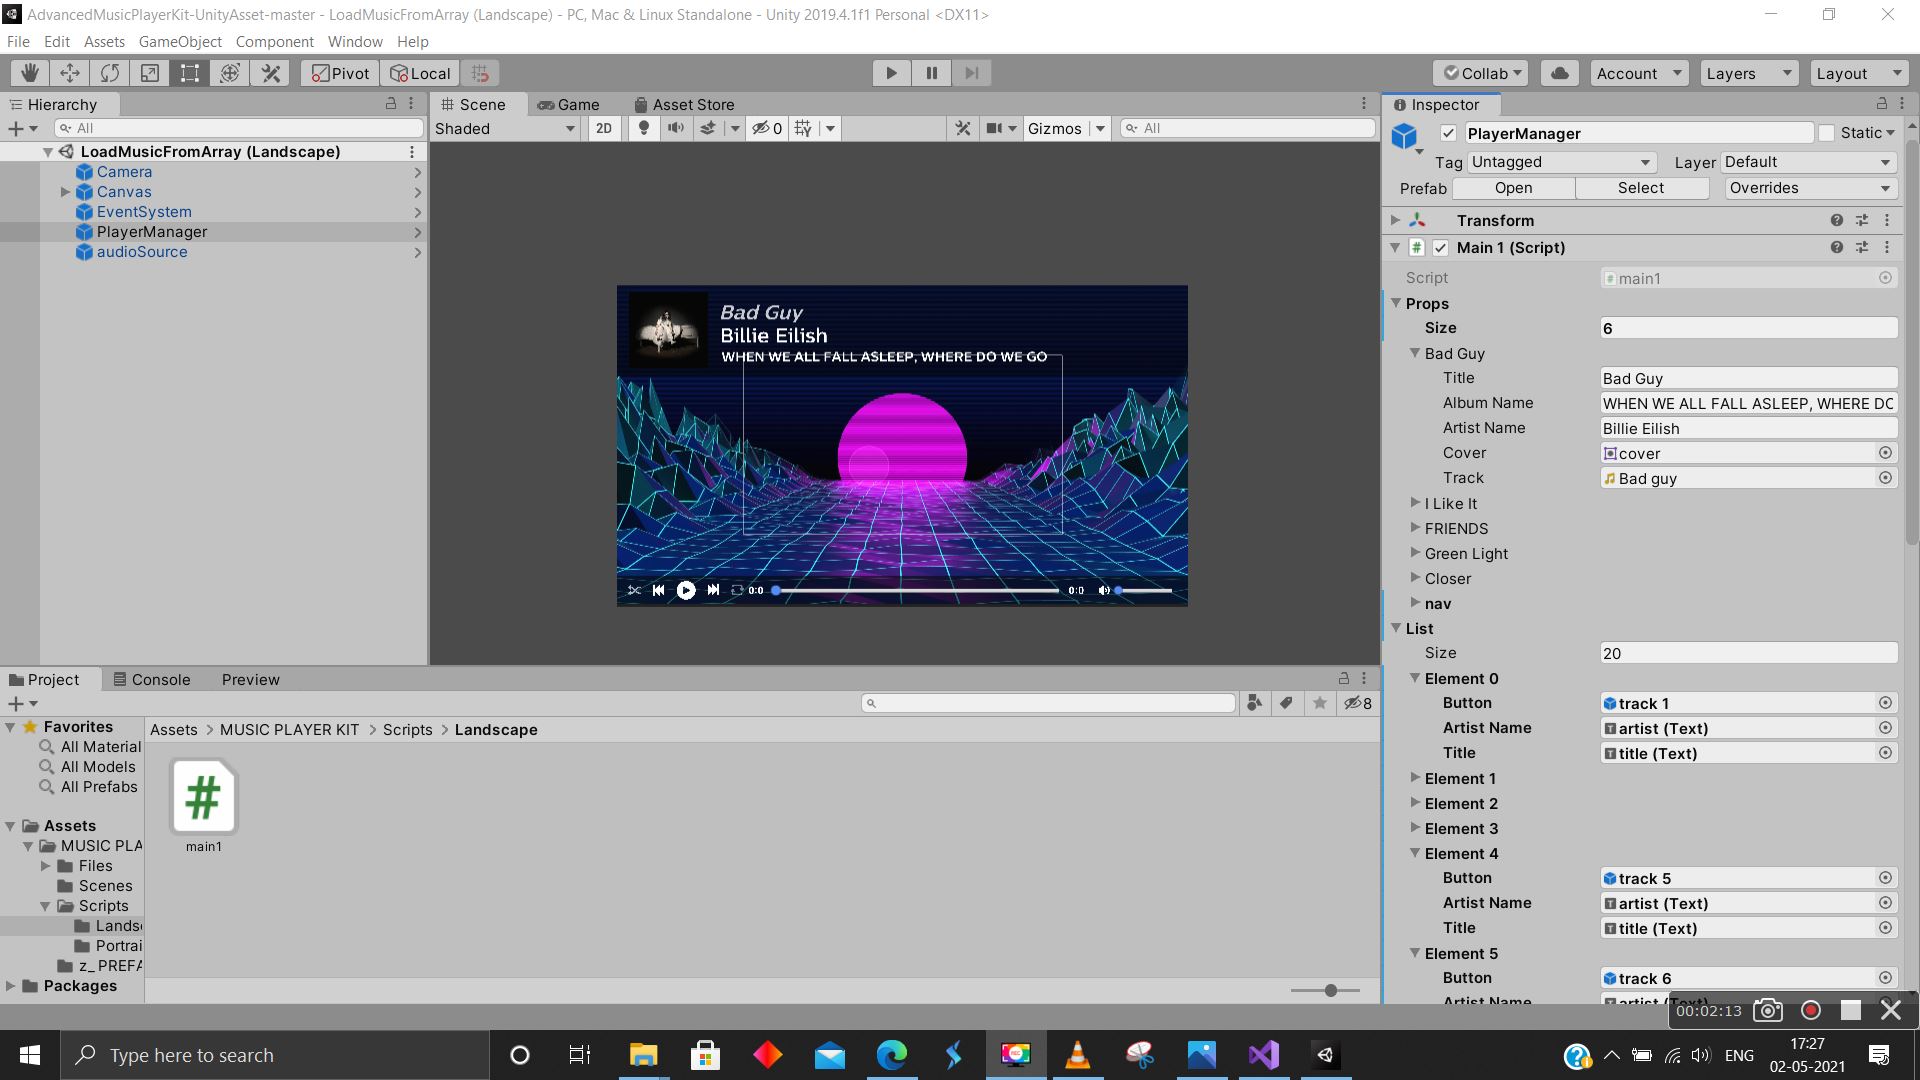 AdvancedMusicPlayerKit-UnityAsset-master - LoadMusicFromArray (Landscape) - PC, Mac & Linux Standalone - Unity 2019.4.1f1 Personal <DX11>
File Edit Assets GameObject Component Window Help
Pivot Local Collab Account Layers Layout
Hierarchy
All
LoadMusicFromArray (Landscape)
Camera
Canvas
EventSystem
PlayerManager
audioSource
Scene Game Asset Store
Shaded 2D 0 Gizmos All
Bad Guy
Billie Eilish
WHEN WE ALL FALL ASLEEP, WHERE DO WE GO
0:0 0:0
Inspector
PlayerManager Static
Tag Untagged Layer Default
Prefab Open Select Overrides
Transform
# Main 1 (Script)
Script main1
Props
Size 6
Bad Guy
Title Bad Guy
Album Name WHEN WE ALL FALL ASLEEP, WHERE DO
Artist Name Billie Eilish
Cover cover
Track Bad guy
I Like It
FRIENDS
Green Light
Closer
nav
List
Size 20
Element 0
Button track 1
Artist Name artist (Text)
Title title (Text)
Element 1
Element 2
Element 3
Element 4
Button track 5
Artist Name artist (Text)
Title title (Text)
Element 5
Button track 6
Artist Name artist (Text)
Project Console Preview
8
Favorites
All Material
All Models
All Prefabs
Assets
MUSIC PLA
Files
Scenes
Scripts
Lands
Portrai
z_PREFA
Packages
Assets > MUSIC PLAYER KIT > Scripts > Landscape
#
main1
00:02:13
Type here to search
REC
ENG
17:27
02-05-2021